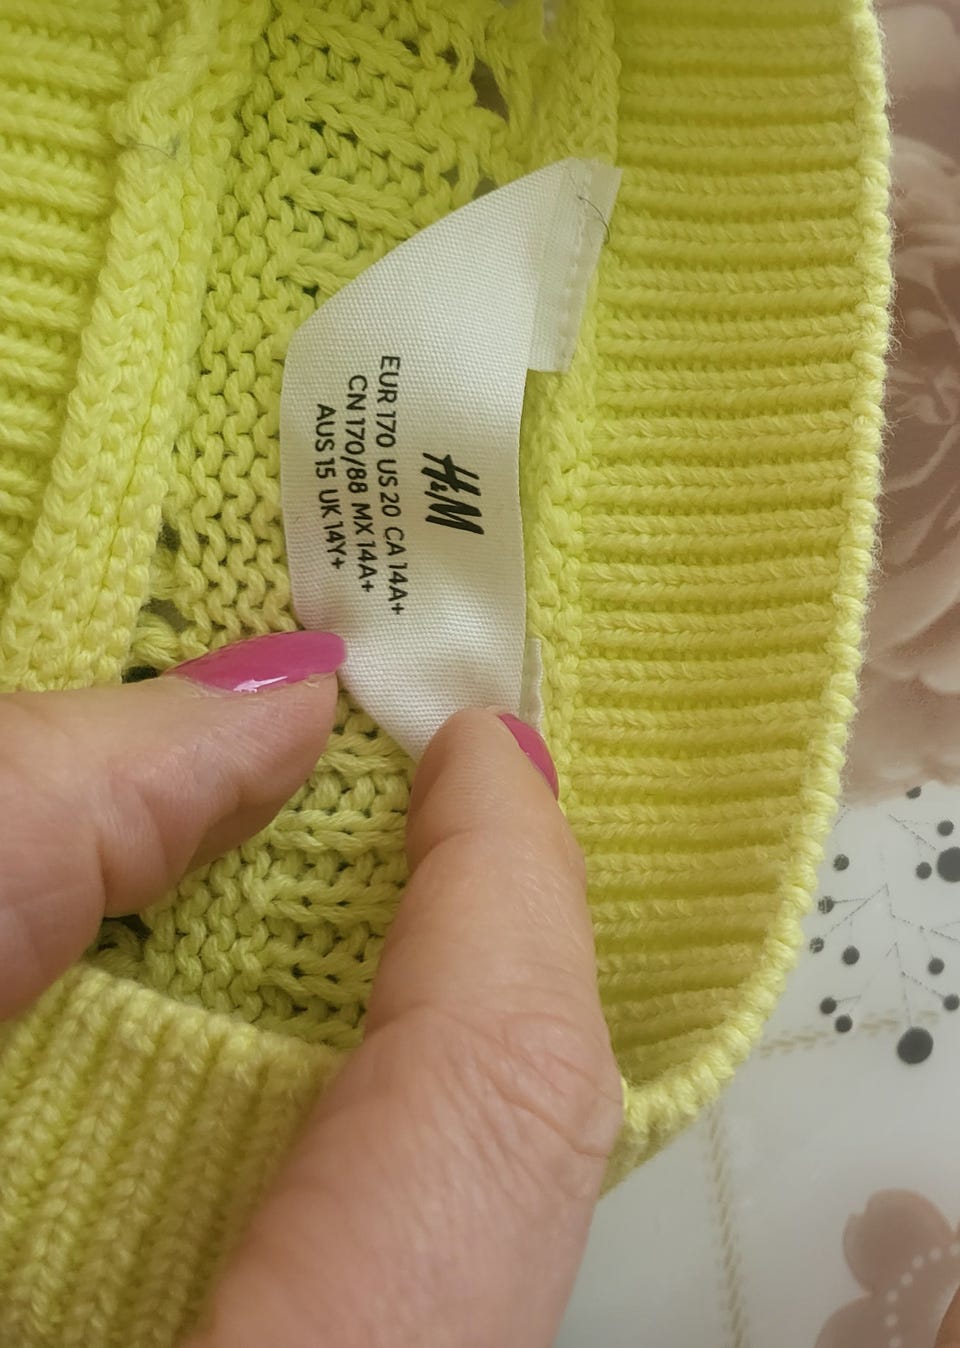 H&M
EUR 170 US 20 CA 14A+
CN 170/88 MX 14A+
AUS 15 UK 14Y+